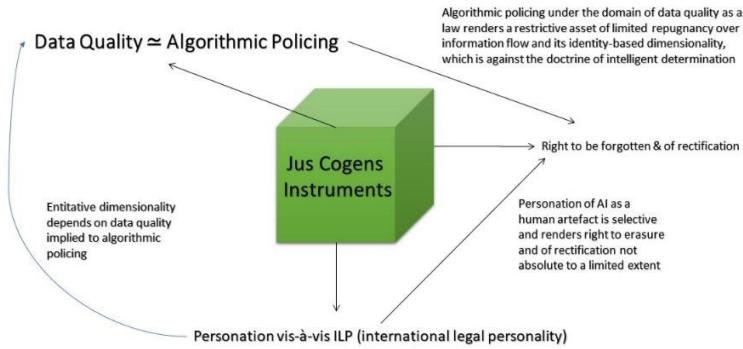 Algorithmic policing under the domain of data quality as a
law renders a restrictive asset of limited repugnancy over
information flow and its identity-based dimensionality,
which is against the doctrine of intelligent determination
Data Quality ≃ Algorithmic Policing
Jus Cogens
Instruments
Right to be forgotten & of rectification
Entitative dimensionality
depends on data quality
implied to algorithmic
policing
Personation of AI as a
human artefact is selective
and renders right to erasure
and of rectification not
absolute to a limited extent
Personation vis-à-vis ILP (international legal personality)